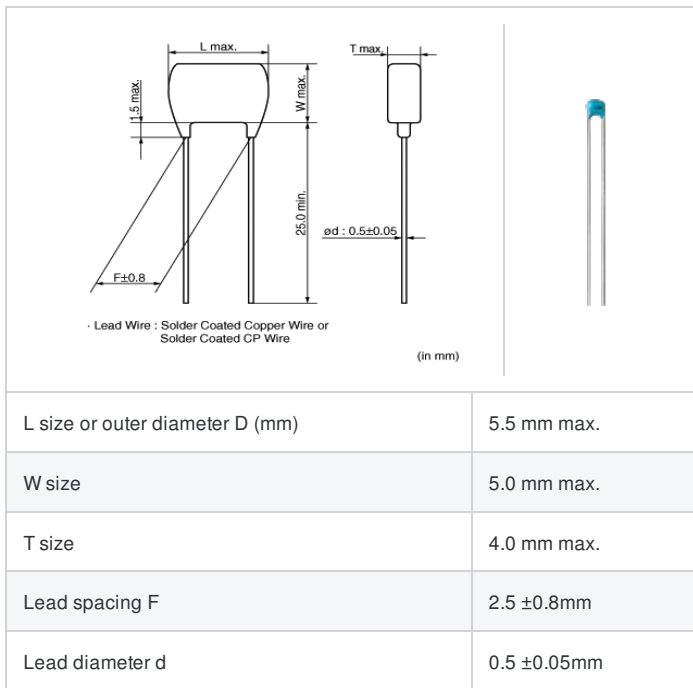 L max.
T max.
1.5 max.
W max.
25.0 min.
ød : 0.5±0.05
F±0.8
· Lead Wire : Solder Coated Copper Wire or
Solder Coated CP Wire
(in mm)
L size or outer diameter D (mm) 5.5 mm max.
W size 5.0 mm max.
T size 4.0 mm max.
Lead spacing F 2.5 ±0.8mm
Lead diameter d 0.5 ±0.05mm